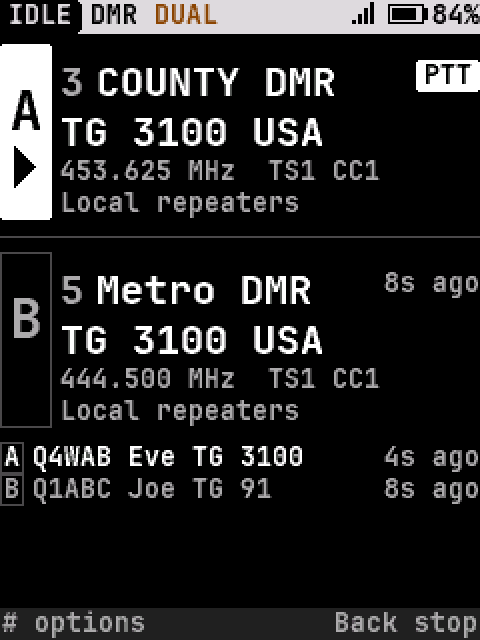 IDLE DMR DUAL 84%
A
3 COUNTY DMR PTT
TG 3100 USA
453.625 MHz TS1 CC1
Local repeaters
B
5 Metro DMR 8s ago
TG 3100 USA
444.500 MHz TS1 CC1
Local repeaters
A Q4WAB Eve TG 3100 4s ago
B Q1ABC Joe TG 91 8s ago
# options Back stop